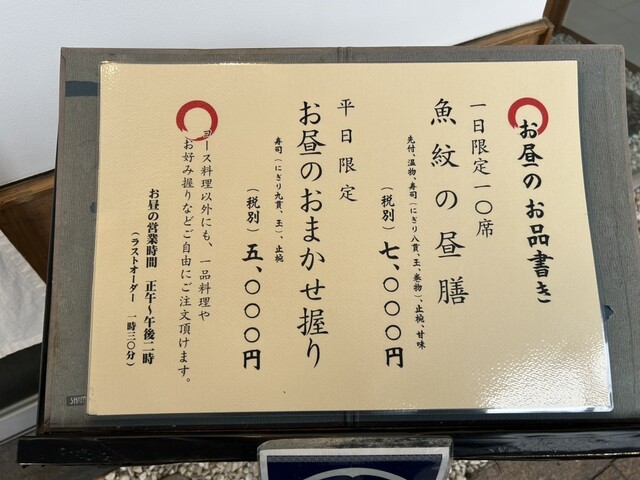 お昼の お品書き
一日限定一〇席
魚紋の昼膳
先付、温物、寿司（にぎり八貫、玉、巻物）、止椀、甘味
（税別）七、〇〇〇円
平日限定
お昼のおまかせ握り
寿司（にぎり九貫、玉）、止椀
（税別）五、〇〇〇円
コース料理以外にも、一品料理や
お好み握りなどご自由にご注文頂けます。
お昼の営業時間 正午～午後二時
（ラストオーダー 一時三〇分）